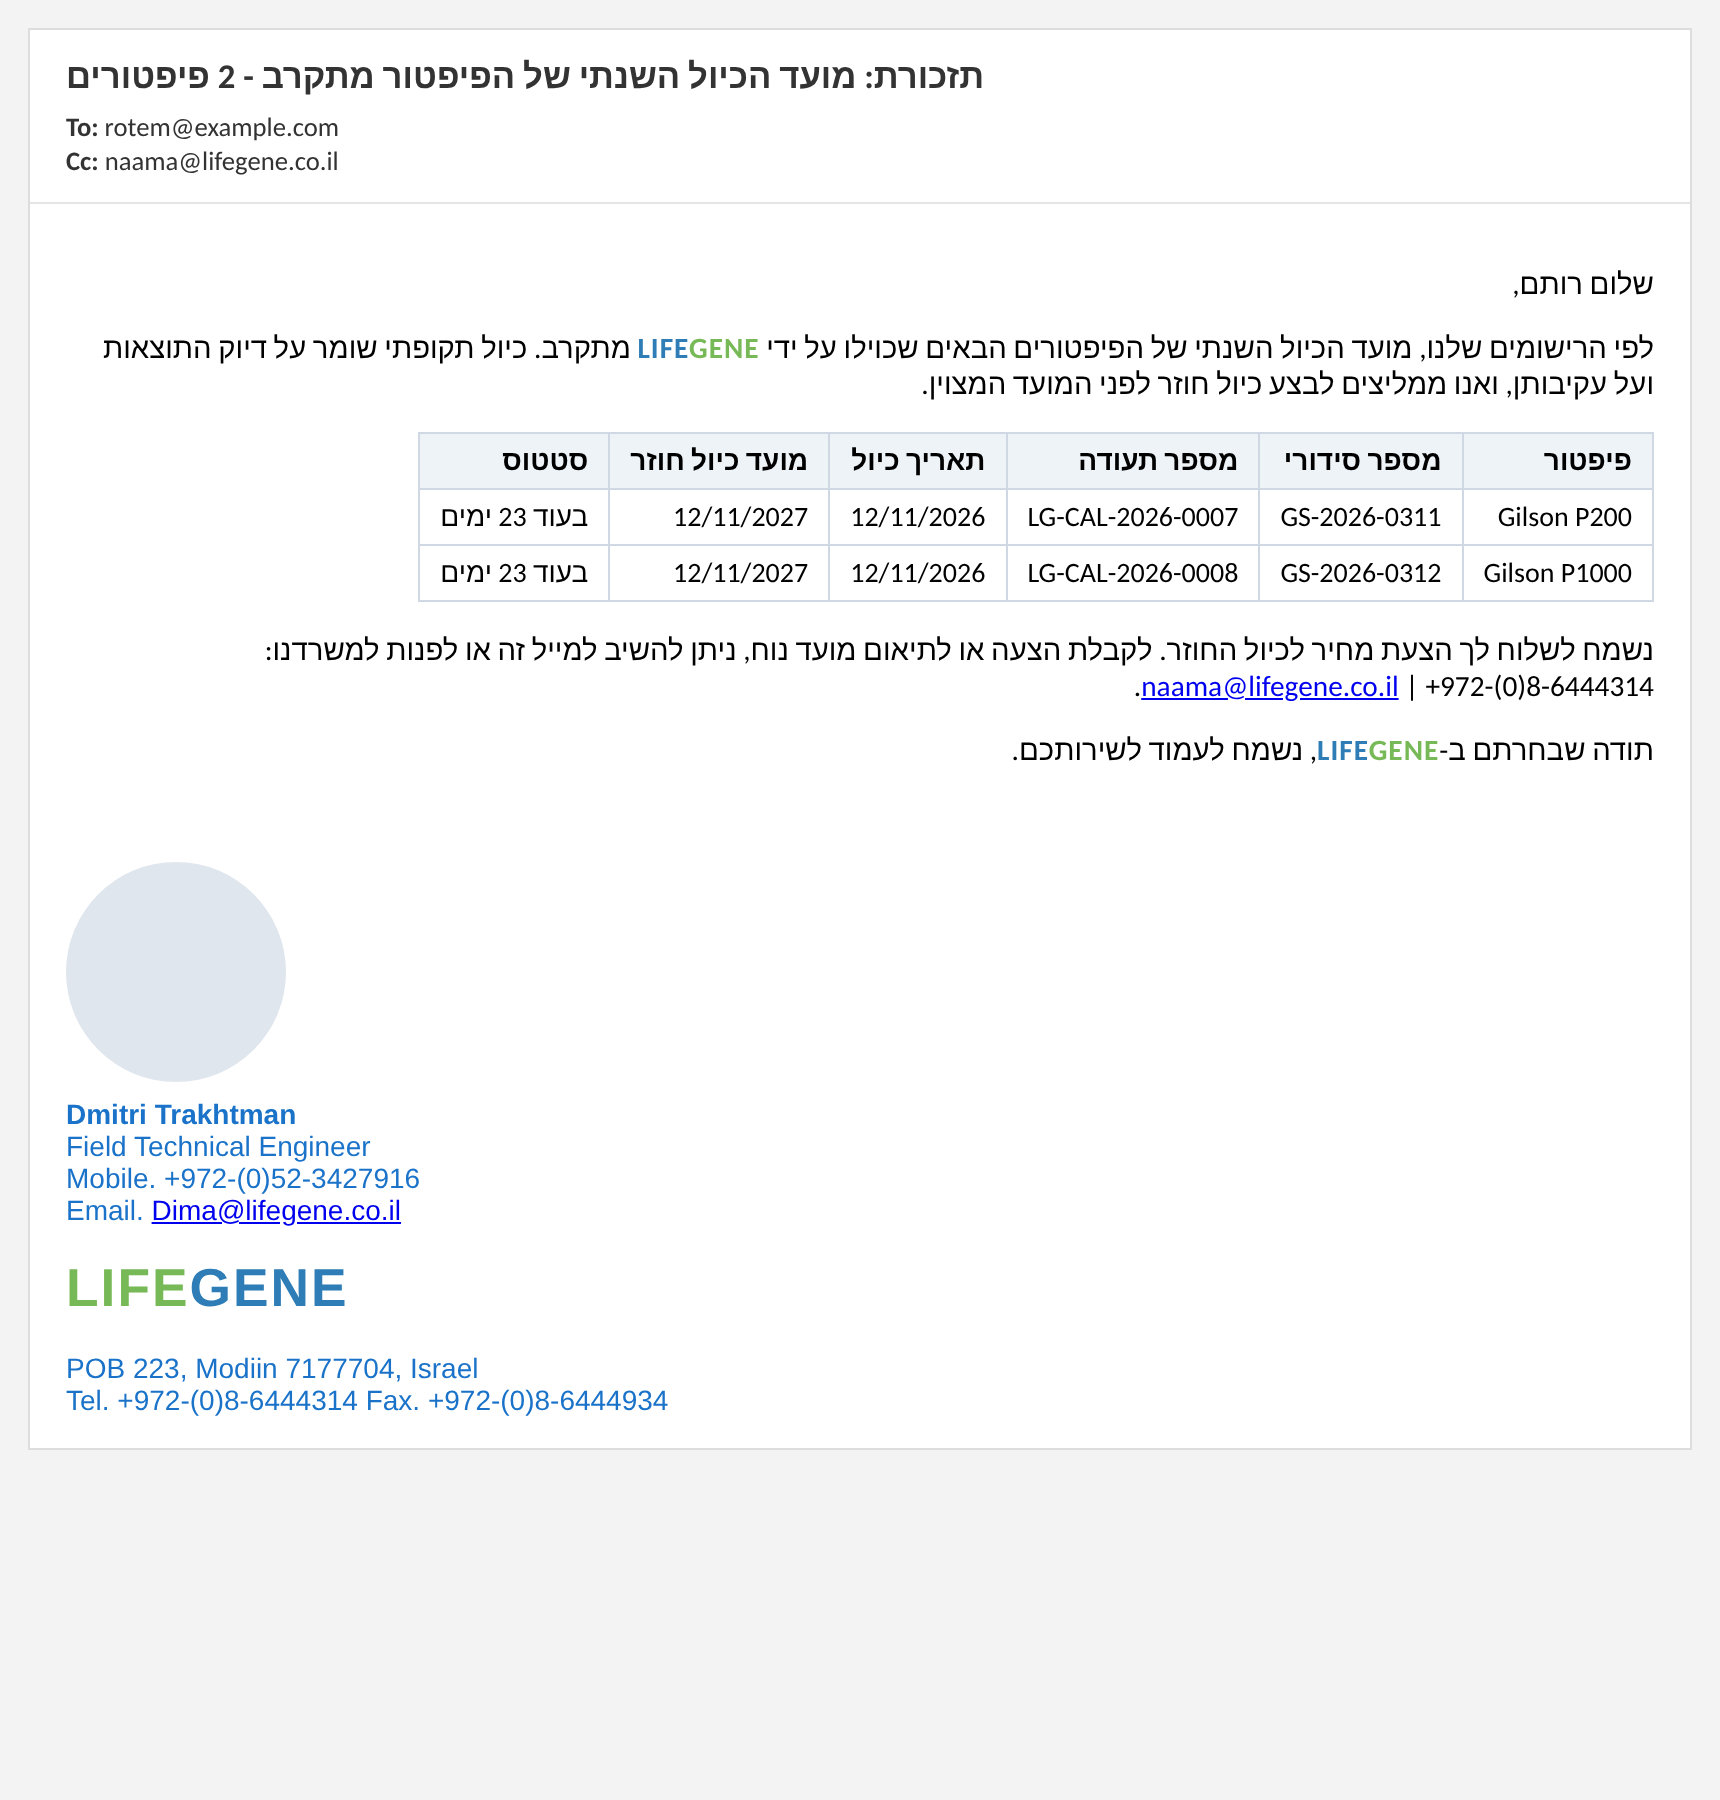 תזכורת: מועד הכיול השנתי של הפיפטור מתקרב - 2 פיפטורים
To: rotem@example.com
Cc: naama@lifegene.co.il
שלום רותם,
לפי הרישומים שלנו, מועד הכיול השנתי של הפיפטורים הבאים שכוילו על ידי LIFEGENE מתקרב. כיול תקופתי שומר על דיוק התוצאות
ועל עקיבותן, ואנו ממליצים לבצע כיול חוזר לפני המועד המצוין.
פיפטור מספר סידורי מספר תעודה תאריך כיול מועד כיול חוזר סטטוס
Gilson P200 GS-2026-0311 LG-CAL-2026-0007 12/11/2026 12/11/2027 בעוד 23 ימים
Gilson P1000 GS-2026-0312 LG-CAL-2026-0008 12/11/2026 12/11/2027 בעוד 23 ימים
נשמח לשלוח לך הצעת מחיר לכיול החוזר. לקבלת הצעה או לתיאום מועד נוח, ניתן להשיב למייל זה או לפנות למשרדנו:
+972-(0)8-6444314 | naama@lifegene.co.il.
תודה שבחרתם ב-LIFEGENE, נשמח לעמוד לשירותכם.
Dmitri Trakhtman
Field Technical Engineer
Mobile. +972-(0)52-3427916
Email. Dima@lifegene.co.il
LIFEGENE
POB 223, Modiin 7177704, Israel
Tel. +972-(0)8-6444314 Fax. +972-(0)8-6444934